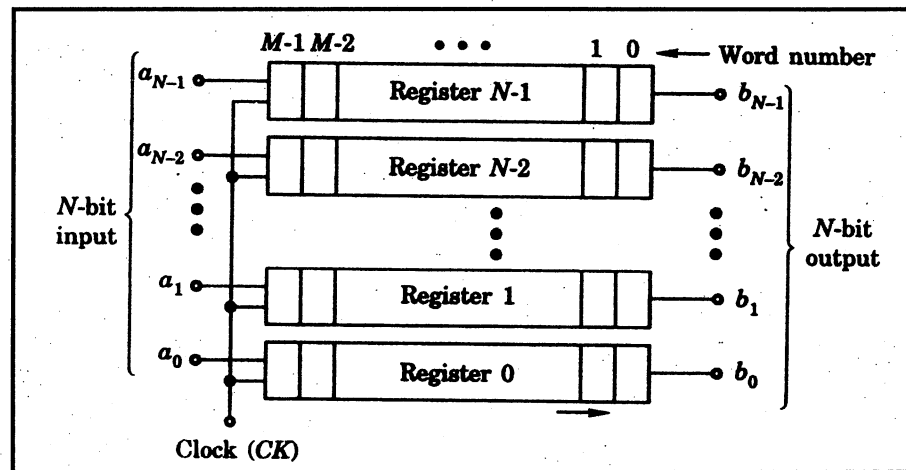 M-1 M-2 • • • 1 0 ← Word number
a_{N-1} Register N-1 b_{N-1}
a_{N-2} Register N-2 b_{N-2}
N-bit input
N-bit output
a_1 Register 1 b_1
a_0 Register 0 b_0
Clock (CK)